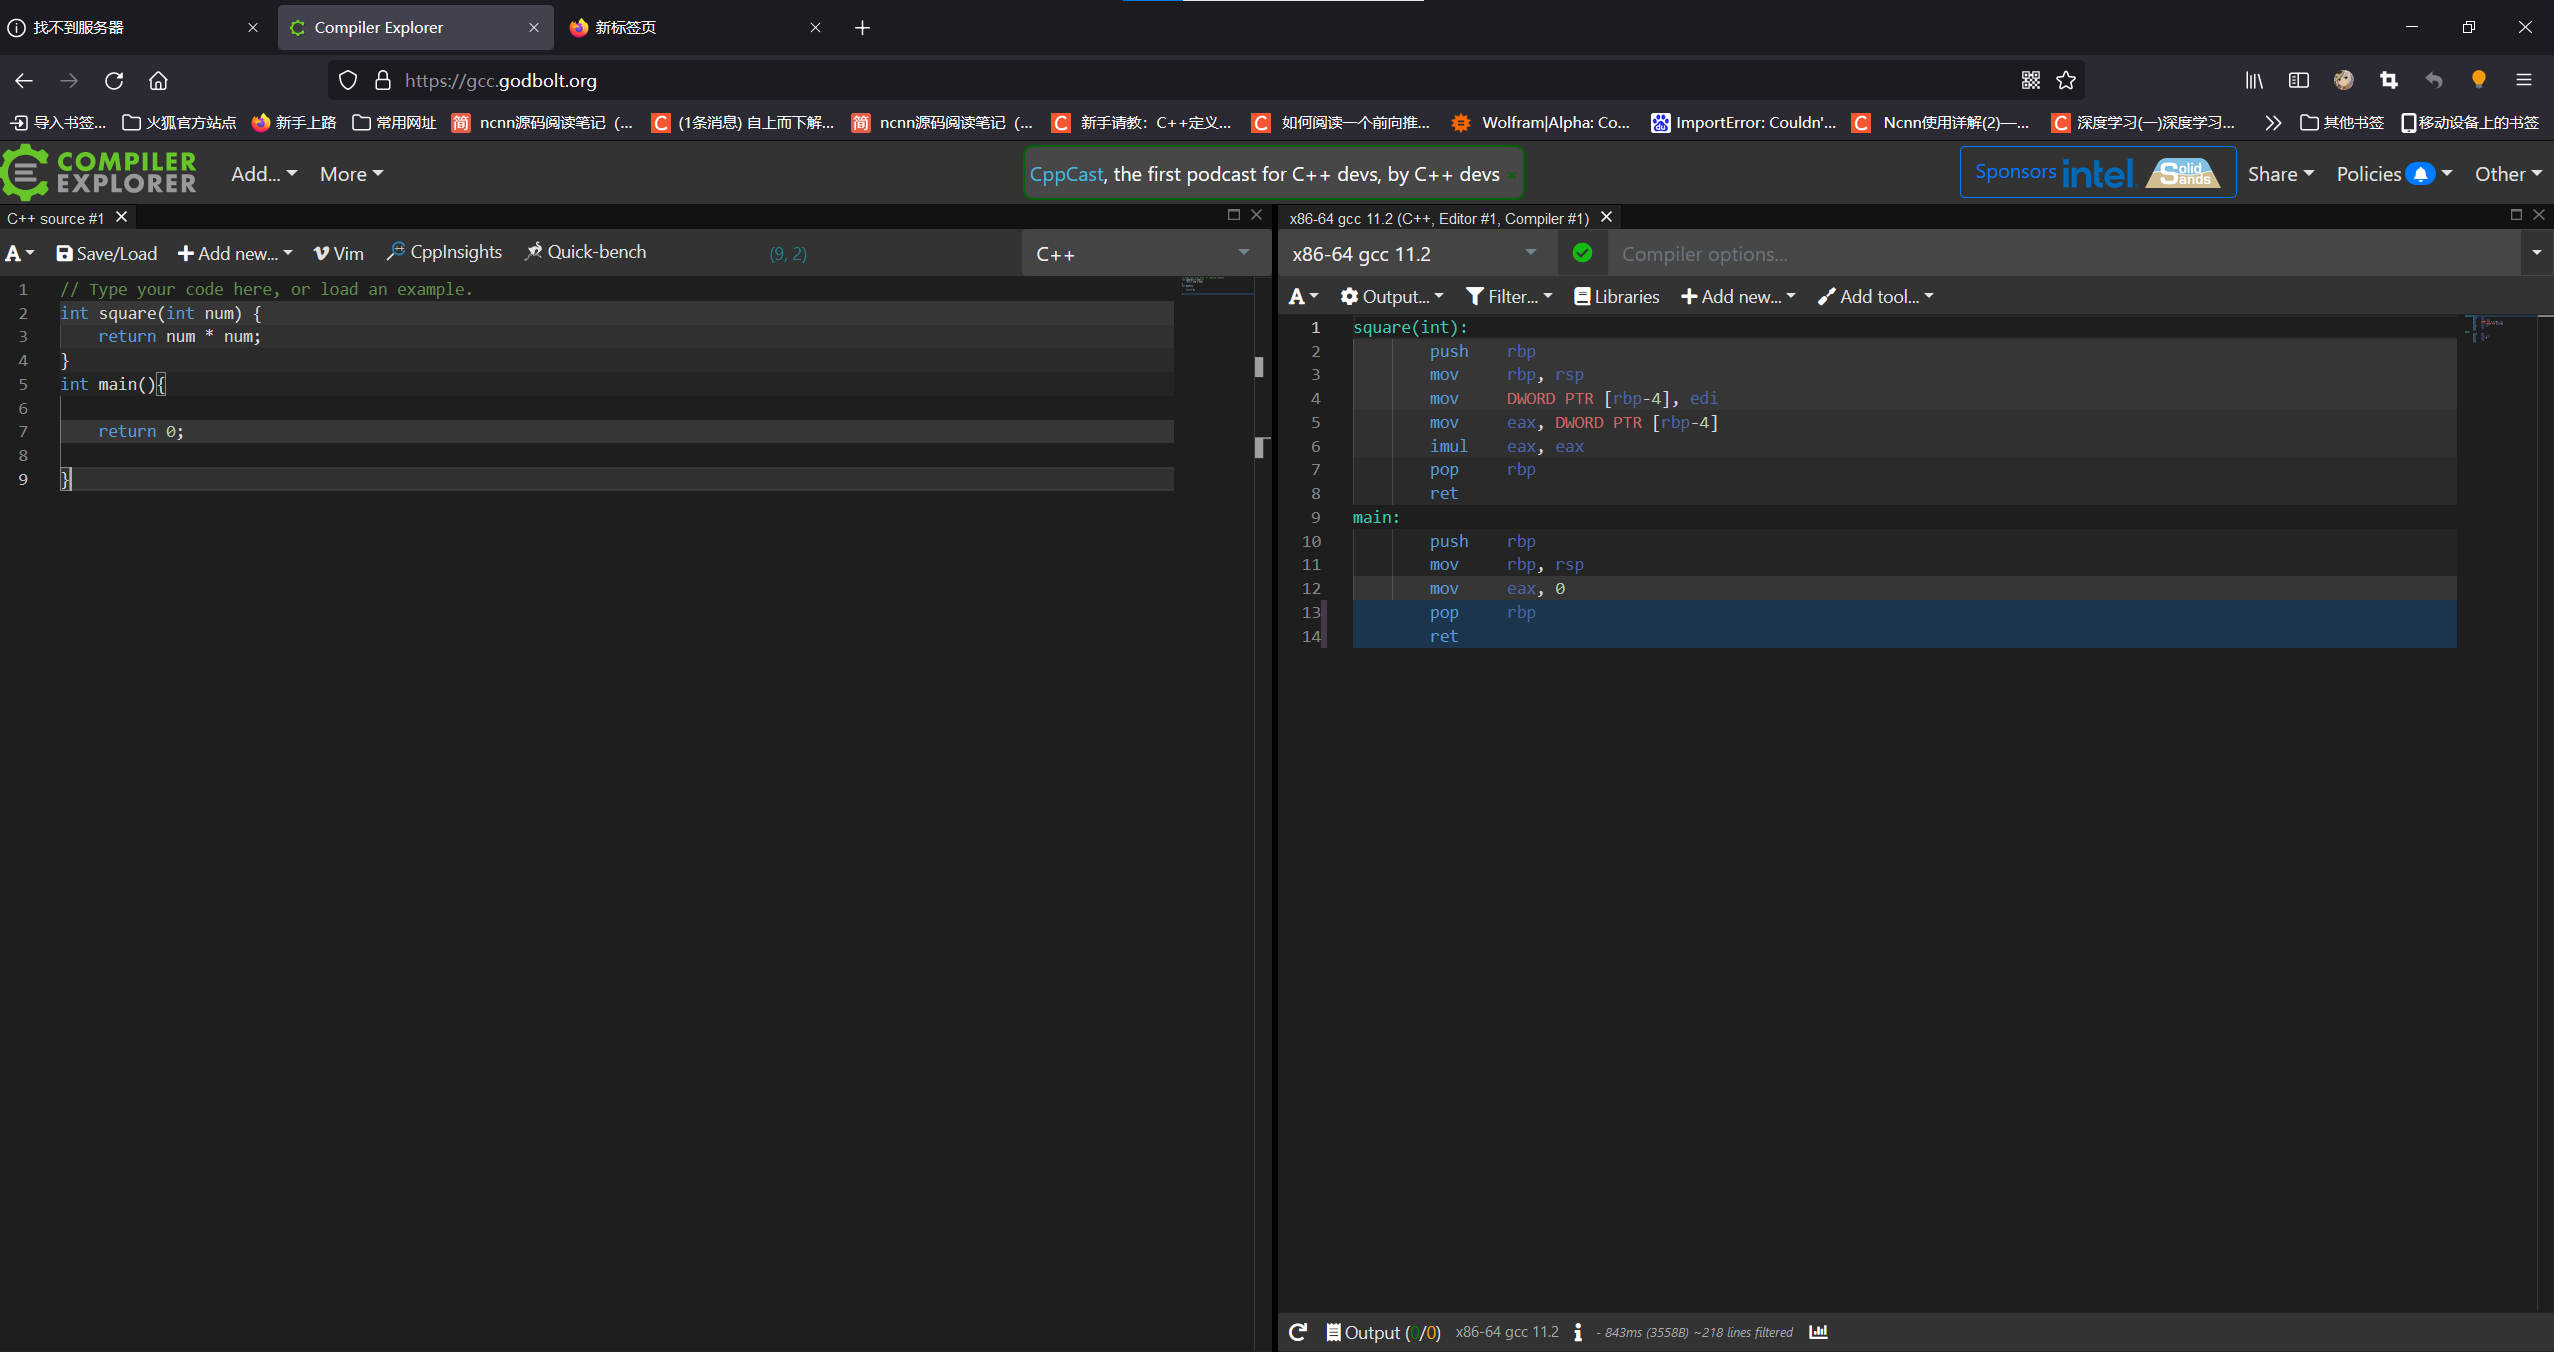 找不到服务器
Compiler Explorer
新标签页
https://gcc.godbolt.org
导入书签...
火狐官方站点
新手上路
常用网址
简 ncnn源码阅读笔记（...
C (1条消息) 自上而下解...
简 ncnn源码阅读笔记（...
C 新手请教：C++定义...
C 如何阅读一个前向推...
Wolfram|Alpha: Co...
du ImportError: Couldn'...
C Ncnn使用详解(2)—...
C 深度学习(一)深度学习...
其他书签
移动设备上的书签
COMPILER
EXPLORER
Add...
More
CppCast, the first podcast for C++ devs, by C++ devs ×
Sponsors intel. Solid Sands
Share
Policies
Other
C++ source #1
A
Save/Load
Add new...
Vim
CppInsights
Quick-bench
(9, 2)
C++
1 // Type your code here, or load an example.
2 int square(int num) {
3 return num * num;
4 }
5 int main(){
6
7 return 0;
8
9 }
x86-64 gcc 11.2 (C++, Editor #1, Compiler #1)
x86-64 gcc 11.2
Compiler options...
A
Output...
Filter...
Libraries
Add new...
Add tool...
1 square(int):
2 push rbp
3 mov rbp, rsp
4 mov DWORD PTR [rbp-4], edi
5 mov eax, DWORD PTR [rbp-4]
6 imul eax, eax
7 pop rbp
8 ret
9 main:
10 push rbp
11 mov rbp, rsp
12 mov eax, 0
13 pop rbp
14 ret
Output (0/0) x86-64 gcc 11.2 i - 843ms (3558B) ~218 lines filtered